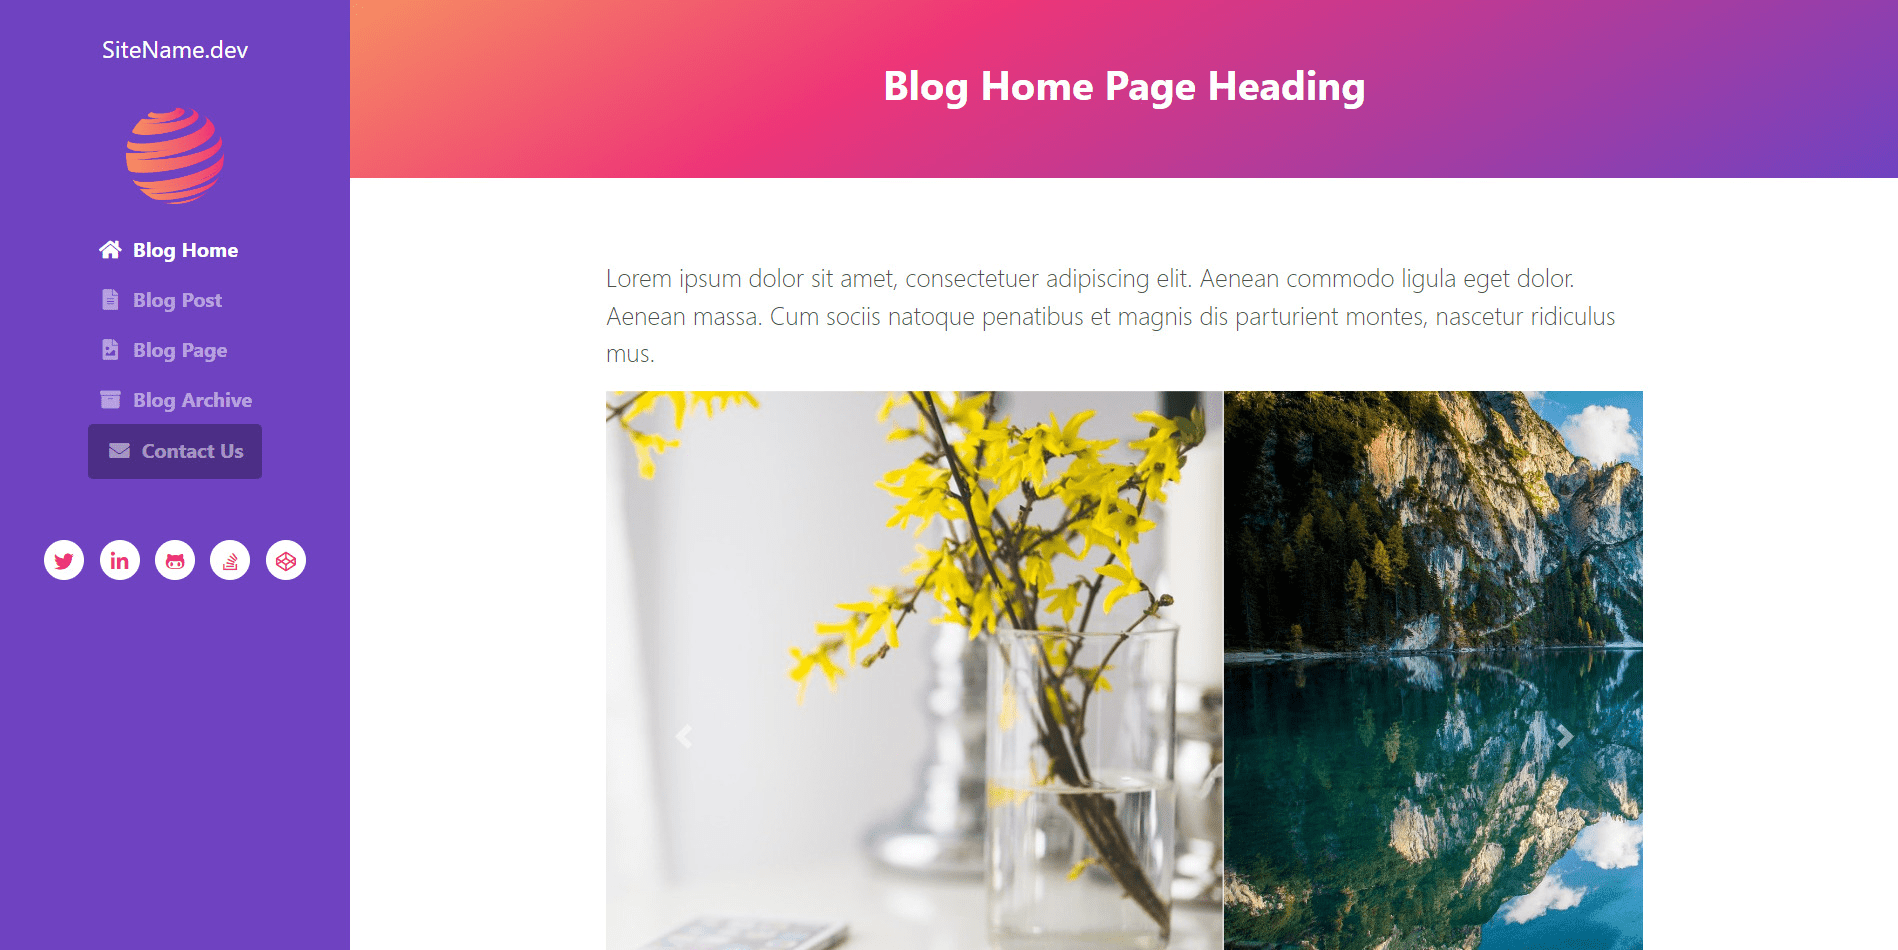 SiteName.dev
Blog Home
Blog Post
Blog Page
Blog Archive
Contact Us
Blog Home Page Heading
Lorem ipsum dolor sit amet, consectetuer adipiscing elit. Aenean commodo ligula eget dolor.
Aenean massa. Cum sociis natoque penatibus et magnis dis parturient montes, nascetur ridiculus
mus.